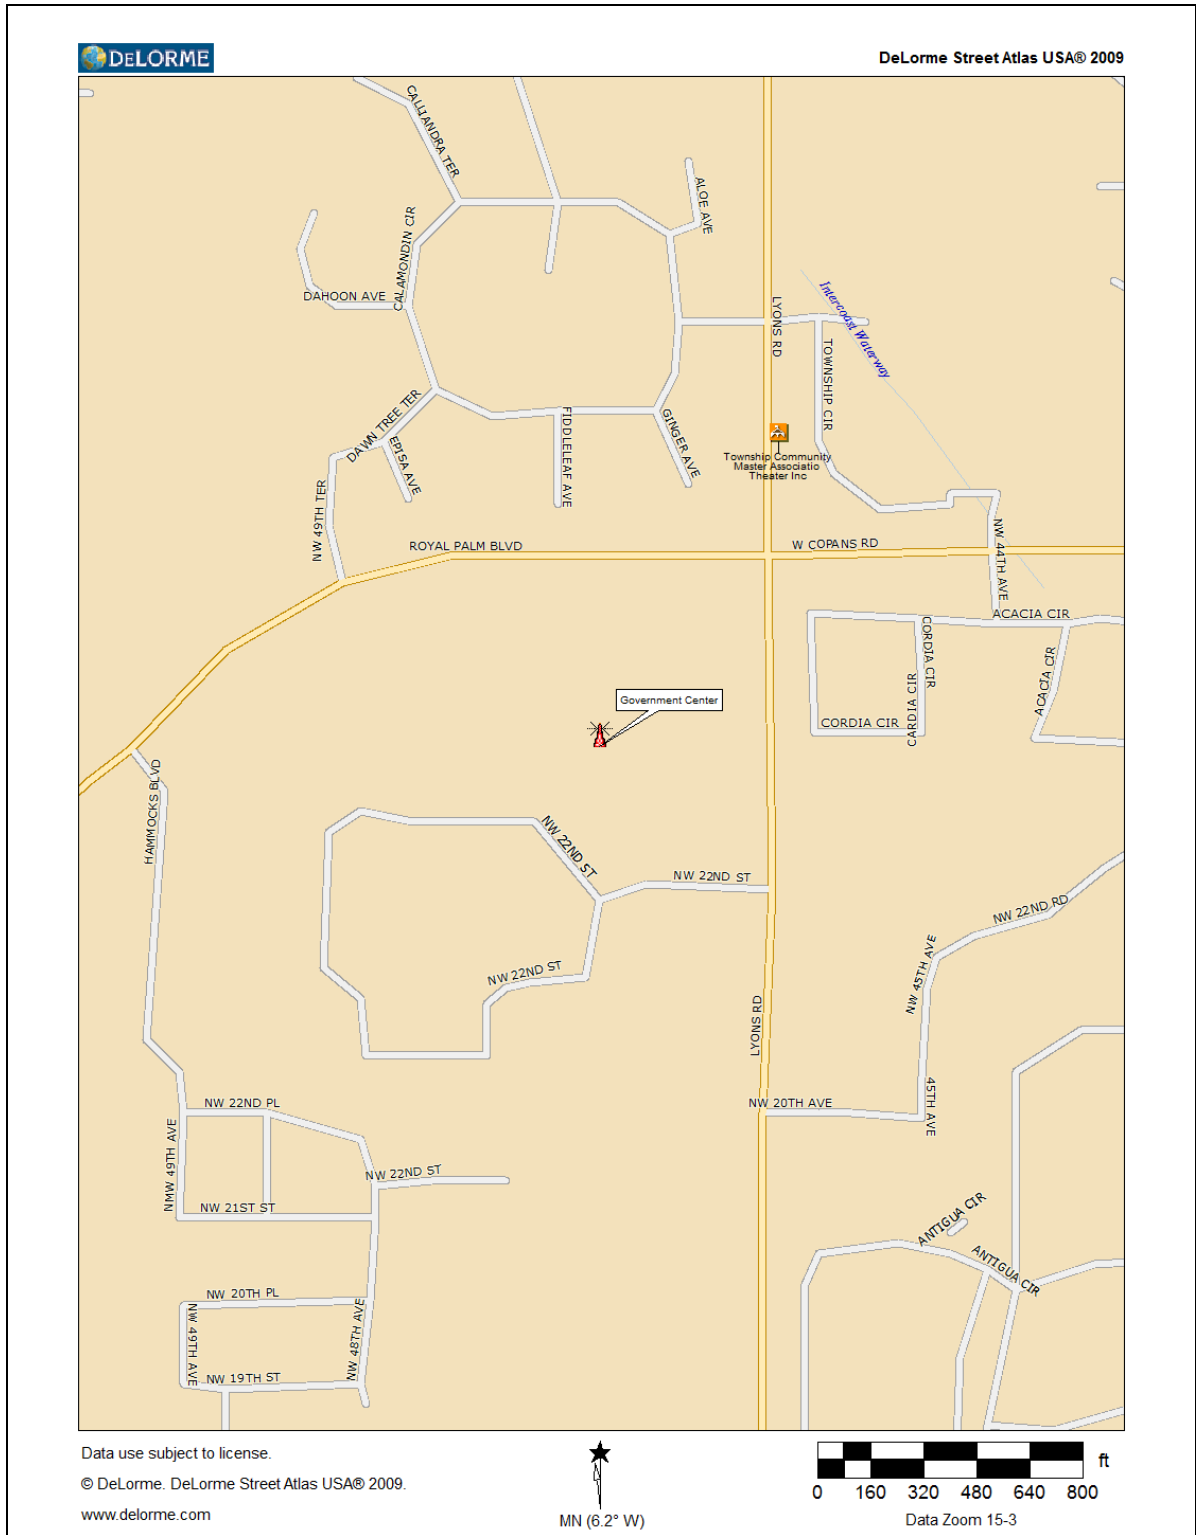 DELORME
DeLorme Street Atlas USA® 2009
CALLIANDRA TER
ALOE AVE
CALAMONDIN CIR
DAHOON AVE
LYONS RD
Intercoast Waterway
TOWNSHIP CIR
DAWN TREE TER
EPISA AVE
FIDDLELEAF AVE
GINGER AVE
Township Community
Master Associatio
Theater Inc
NW 49TH TER
ROYAL PALM BLVD
W COPANS RD
NW 44TH AVE
ACACIA CIR
CORDIA CIR
ACACIA CIR
CARDIA CIR
CORDIA CIR
Government Center
HAMMOCKS BLVD
NW 22ND ST
NW 22ND ST
NW 22ND RD
NW 45TH AVE
NW 22ND ST
LYONS RD
NW 22ND PL
NW 20TH AVE
45TH AVE
NMW 49TH AVE
NW 22ND ST
NW 21ST ST
ANTIGUA CIR
ANTIGUA CIR
NW 20TH PL
NW 49TH AVE
NW 48TH AVE
NW 19TH ST
Data use subject to license.
© DeLorme. DeLorme Street Atlas USA® 2009.
www.delorme.com
MN (6.2° W)
ft
0 160 320 480 640 800
Data Zoom 15-3